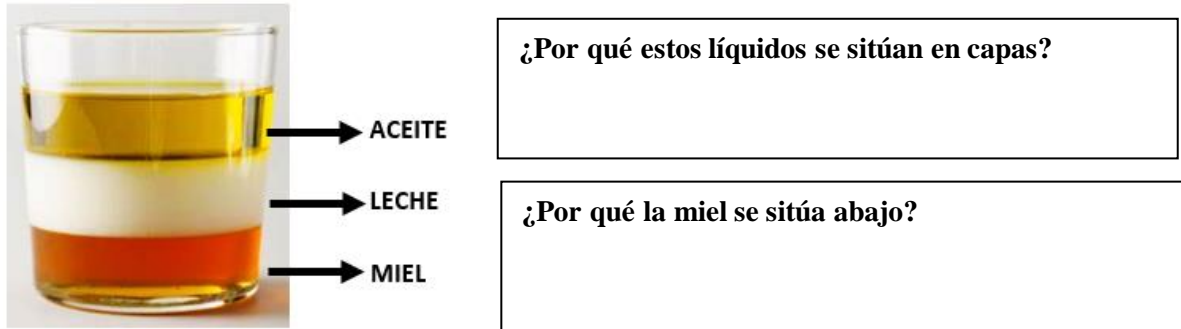 ¿Por qué estos líquidos se sitúan en capas?
ACEITE
LECHE
¿Por qué la miel se sitúa abajo?
MIEL